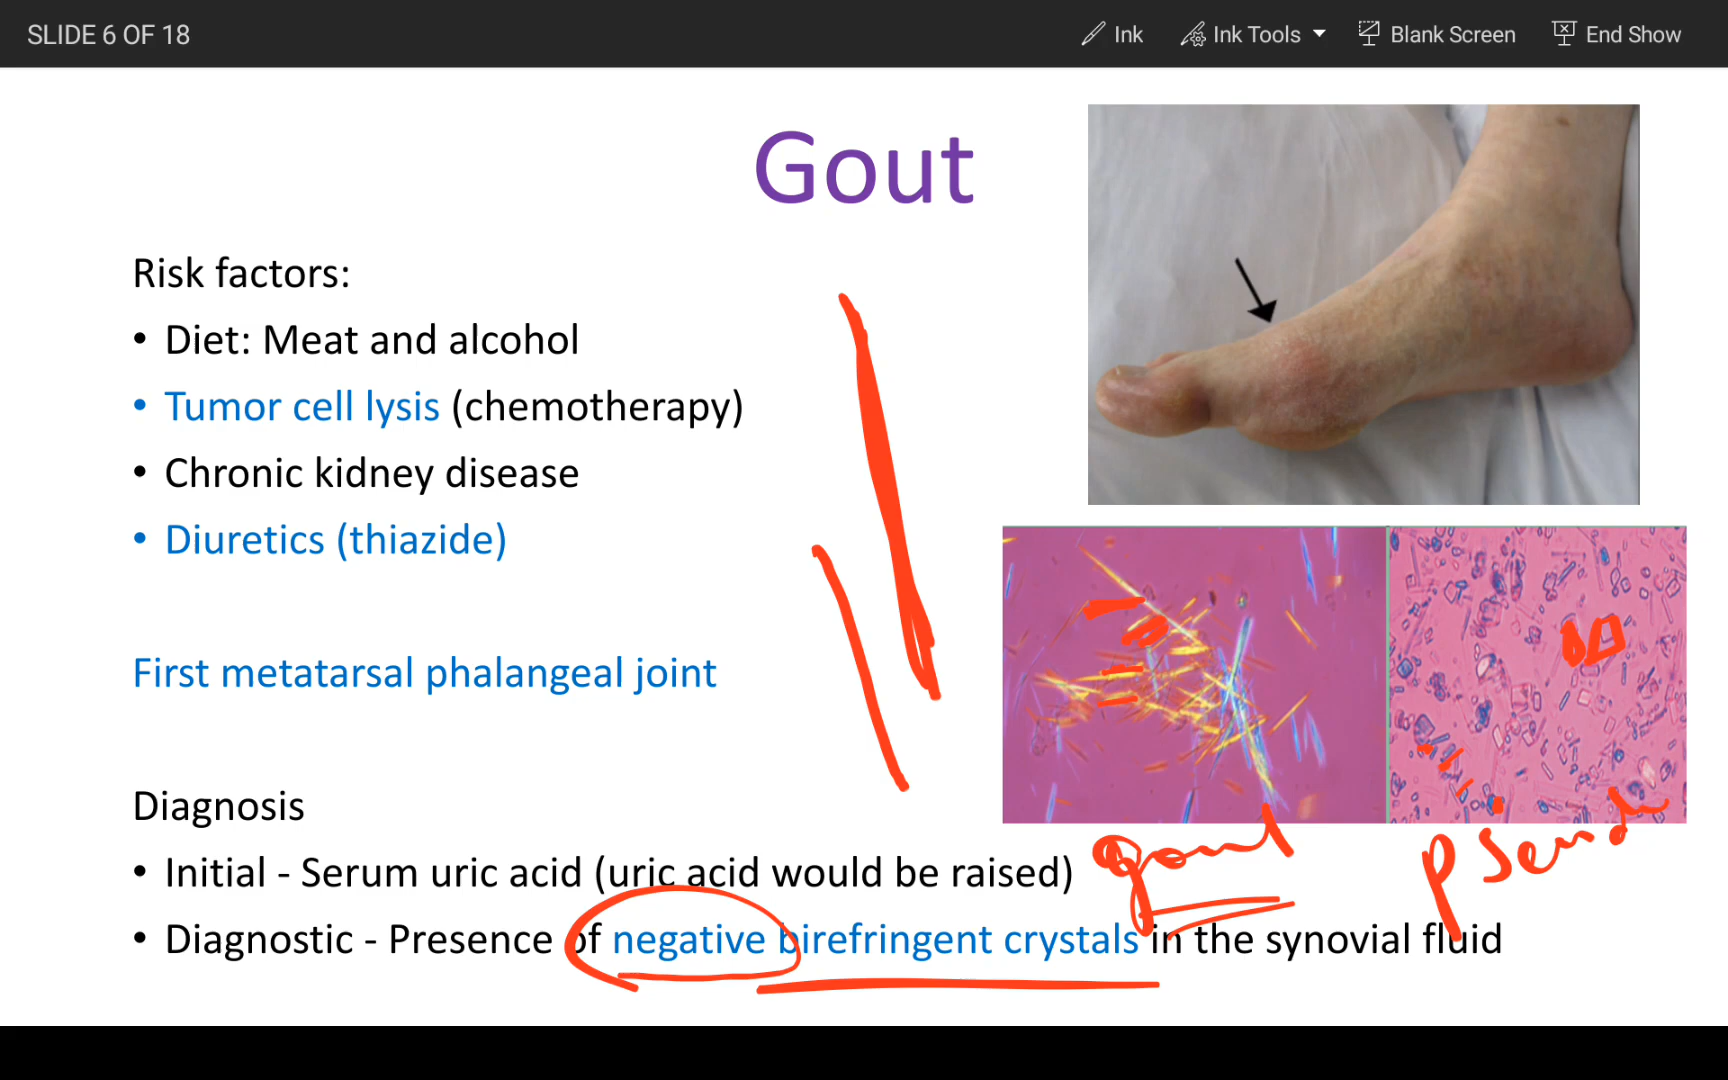 SLIDE 6 OF 18
Ink
Ink Tools
Blank Screen
End Show
Gout
Risk factors:
• Diet: Meat and alcohol
• Tumor cell lysis (chemotherapy)
• Chronic kidney disease
• Diuretics (thiazide)
First metatarsal phalangeal joint
Diagnosis
• Initial - Serum uric acid (uric acid would be raised)
gout
Pseudo
• Diagnostic - Presence of negative birefringent crystals in the synovial fluid